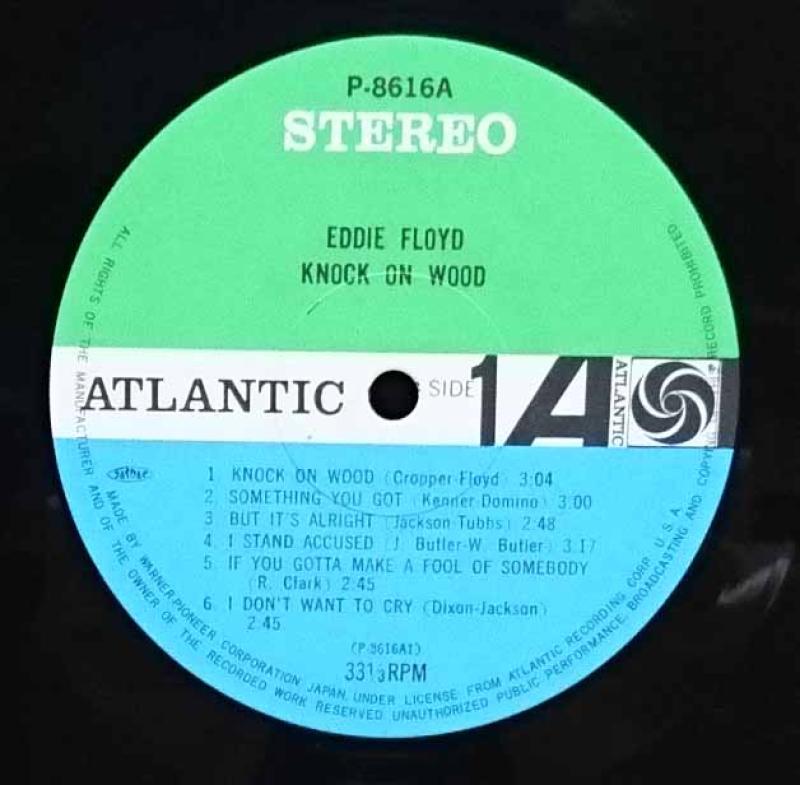 P-8616A
STEREO
EDDIE FLOYD
KNOCK ON WOOD
ATLANTIC
SIDE 1
ATLANTIC
1 KNOCK ON WOOD (Cropper-Floyd) 3:04
2. SOMETHING YOU GOT (Kenner-Domino) 3:00
3 BUT IT'S ALRIGHT (Jackson-Tubbs) 2:48
4. I STAND ACCUSED (J. Butler-W. Butler) 3:17
5 IF YOU GOTTA MAKE A FOOL OF SOMEBODY
(R. Clark) 2:45
6. I DON'T WANT TO CRY (Dixon-Jackson)
2:45
(P-8616A1)
33 1/3 RPM
MADE BY WARNER-PIONEER CORPORATION JAPAN, UNDER LICENSE FROM ATLANTIC RECORDING CORP. U.S.A.
ALL RIGHTS OF THE MANUFACTURER AND OF THE OWNER OF THE RECORDED WORK RESERVED UNAUTHORIZED PUBLIC PERFORMANCE, BROADCASTING AND COPYING RECORD PROHIBITED